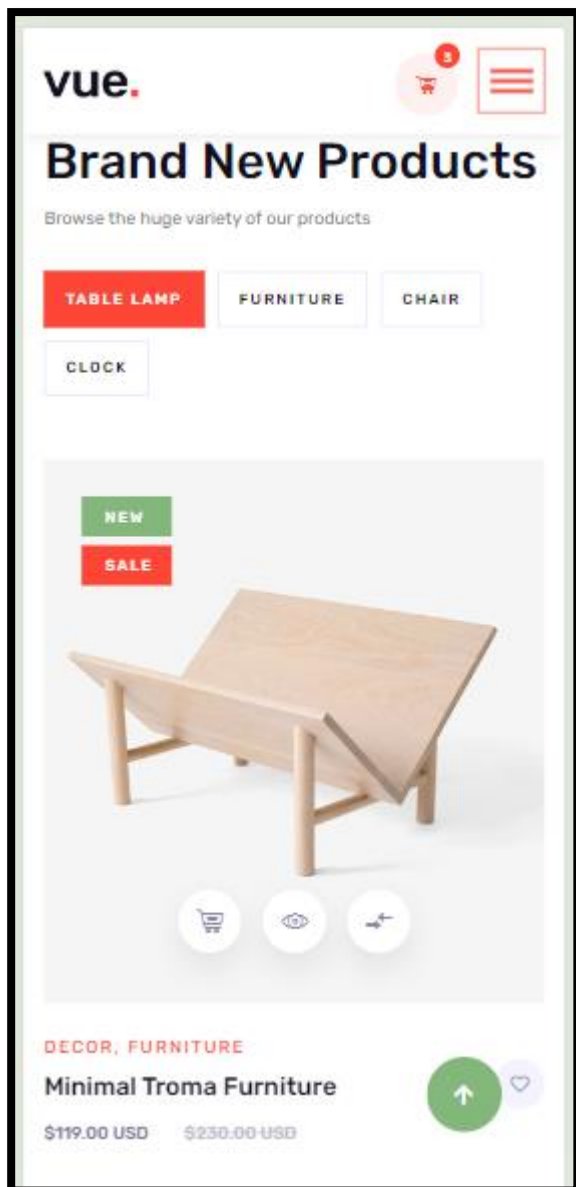 vue.
3
Brand New Products
Browse the huge variety of our products
TABLE LAMP
FURNITURE
CHAIR
CLOCK
NEW
SALE
DECOR, FURNITURE
Minimal Troma Furniture
$119.00 USD $230.00 USD